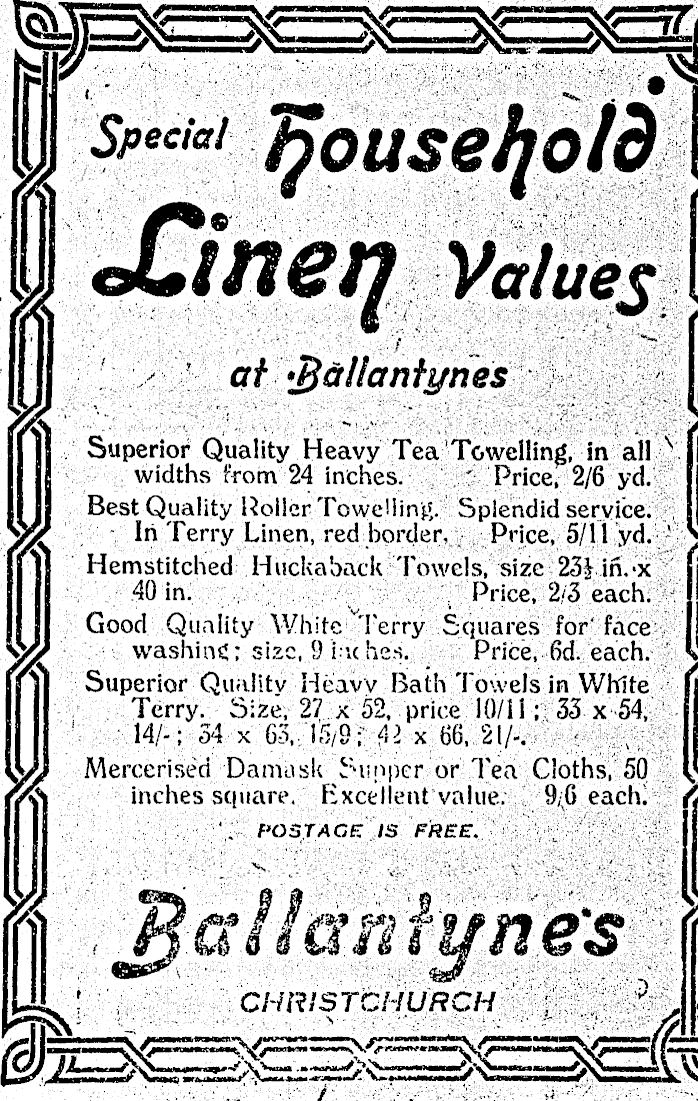 Special Household
Linen Values
at Ballantynes
Superior Quality Heavy Tea Towelling, in all
widths from 24 inches. Price, 2/6 yd.
Best Quality Roller Towelling. Splendid service.
In Terry Linen, red border. Price, 5/11 yd.
Hemstitched Huckaback Towels, size 23½ in. x
40 in. Price, 2/3 each.
Good Quality White Terry Squares for face
washing; size, 9 inches. Price, 6d. each.
Superior Quality Heavy Bath Towels in White
Terry. Size, 27 x 52, price 10/11; 33 x 54,
14/-; 34 x 63, 15/9; 42 x 66, 21/-.
Mercerised Damask Supper or Tea Cloths, 50
inches square. Excellent value. 9/6 each.
POSTAGE IS FREE.
Ballantyne's
CHRISTCHURCH